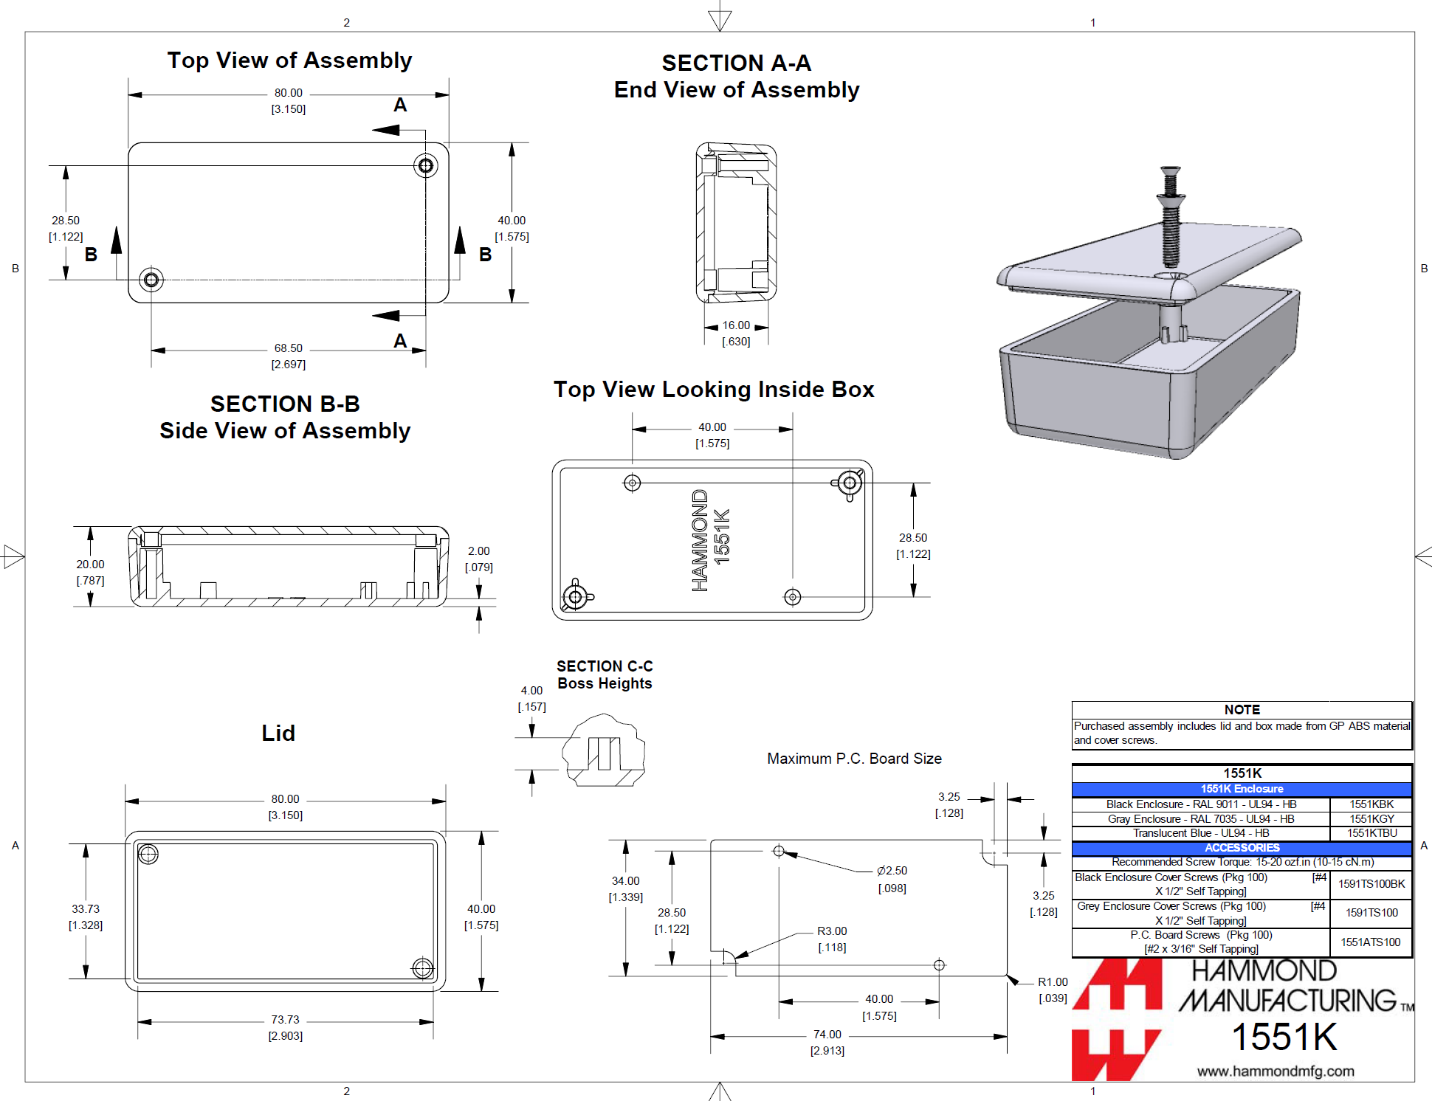 2
1
Top View of Assembly
80.00
[3.150]
A
28.50
[1.122]
B
40.00
[1.575]
B
A
68.50
[2.697]
SECTION A-A
End View of Assembly
16.00
[.630]
B
B
SECTION B-B
Side View of Assembly
20.00
[.787]
2.00
[.079]
Top View Looking Inside Box
40.00
[1.575]
HAMMOND
1551K
28.50
[1.122]
SECTION C-C
Boss Heights
4.00
[.157]
Lid
80.00
[3.150]
33.73
[1.328]
40.00
[1.575]
73.73
[2.903]
Maximum P.C. Board Size
3.25
[.128]
34.00
[1.339]
28.50
[1.122]
Ø2.50
[.098]
3.25
[.128]
R3.00
[.118]
R1.00
[.039]
40.00
[1.575]
74.00
[2.913]
A
A
NOTE
Purchased assembly includes lid and box made from GP ABS material
and cover screws.
1551K
1551K Enclosure
Black Enclosure - RAL 9011 - UL94 - HB 1551KBK
Gray Enclosure - RAL 7035 - UL94 - HB 1551KGY
Translucent Blue - UL94 - HB 1551KTBU
ACCESSORIES
Recommended Screw Torque: 15-20 ozf.in (10-15 cN.m)
Black Enclosure Cover Screws (Pkg 100) [#4
X 1/2" Self Tapping] 1591TS100BK
Grey Enclosure Cover Screws (Pkg 100) [#4
X 1/2" Self Tapping] 1591TS100
P.C. Board Screws (Pkg 100)
[#2 x 3/16" Self Tapping] 1551ATS100
HAMMOND
MANUFACTURING TM
1551K
www.hammondmfg.com
2
1